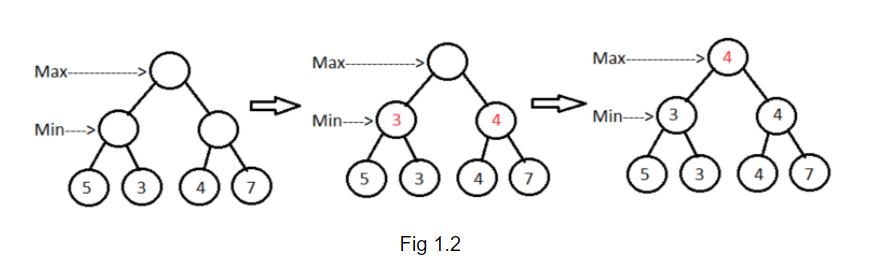 Max------------->
Min---->
5 3 4 7
Max------------->
Min---->
3 4
5 3 4 7
Max------------->
4
Min---->
3 4
5 3 4 7
Fig 1.2